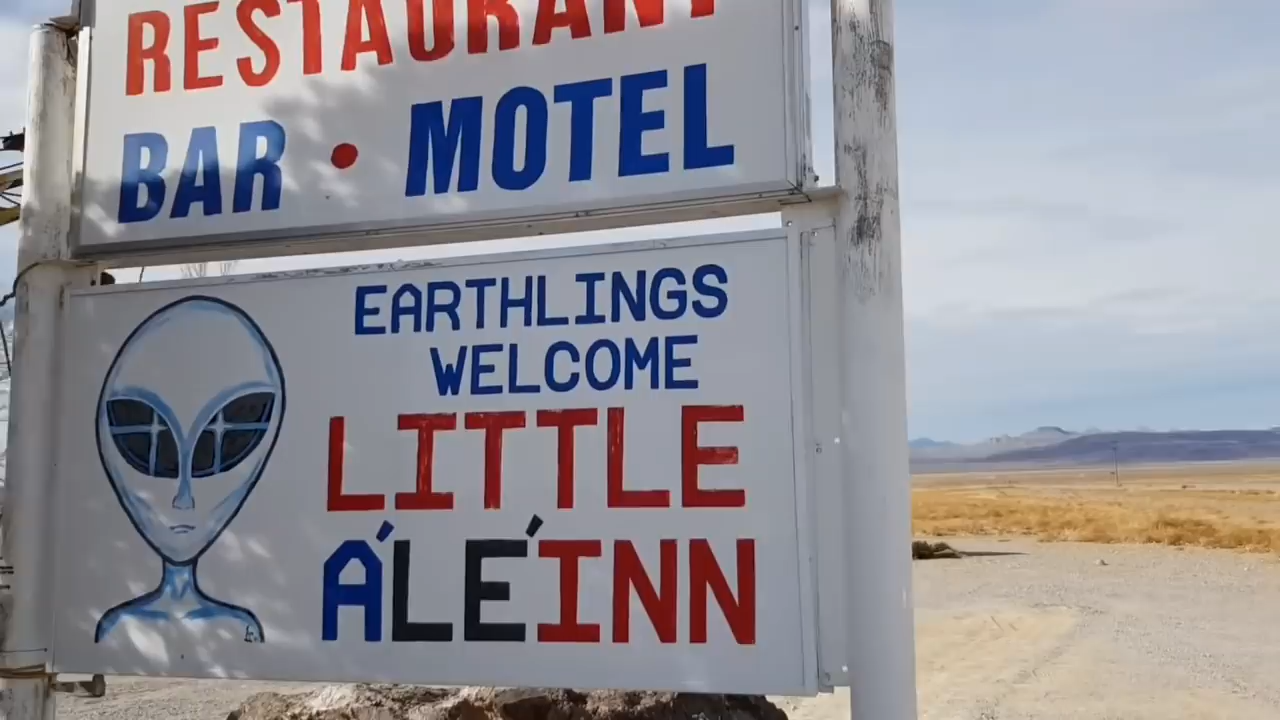 RESTAURANT
BAR • MOTEL
EARTHLINGS
WELCOME
LITTLE
A'LE'INN